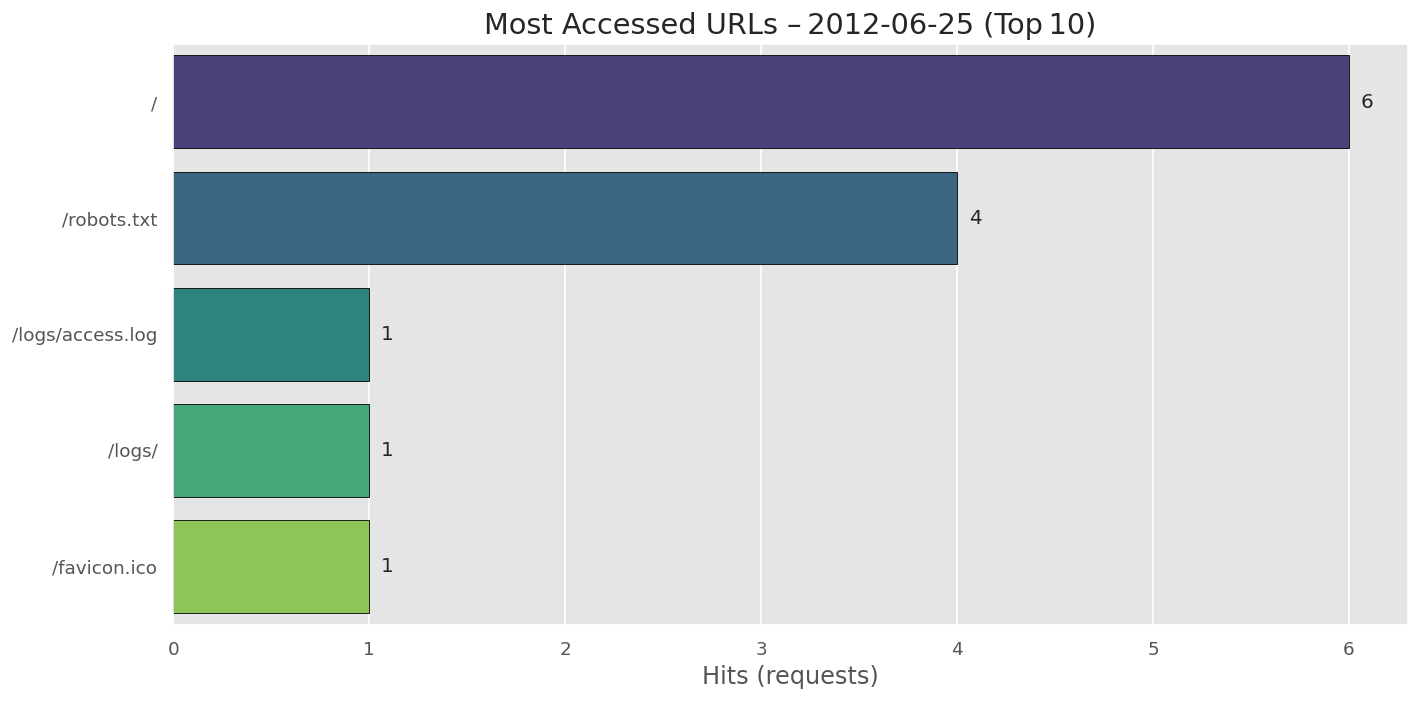 Most Accessed URLs – 2012-06-25 (Top 10)
/
6
/robots.txt
4
/logs/access.log
1
/logs/
1
/favicon.ico
1
0 1 2 3 4 5 6
Hits (requests)